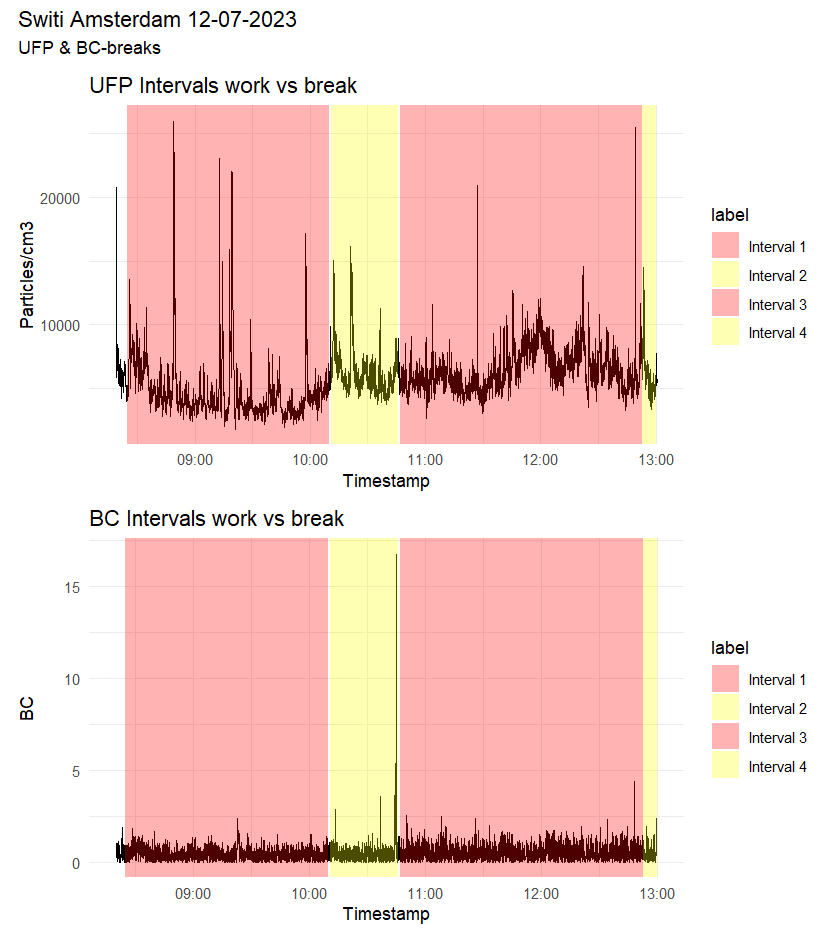 Switi Amsterdam 12-07-2023
UFP & BC-breaks
UFP Intervals work vs break
Particles/cm3
20000
10000
09:00 10:00 11:00 12:00 13:00
Timestamp
label
Interval 1
Interval 2
Interval 3
Interval 4
BC Intervals work vs break
BC
15
10
5
0
09:00 10:00 11:00 12:00 13:00
Timestamp
label
Interval 1
Interval 2
Interval 3
Interval 4